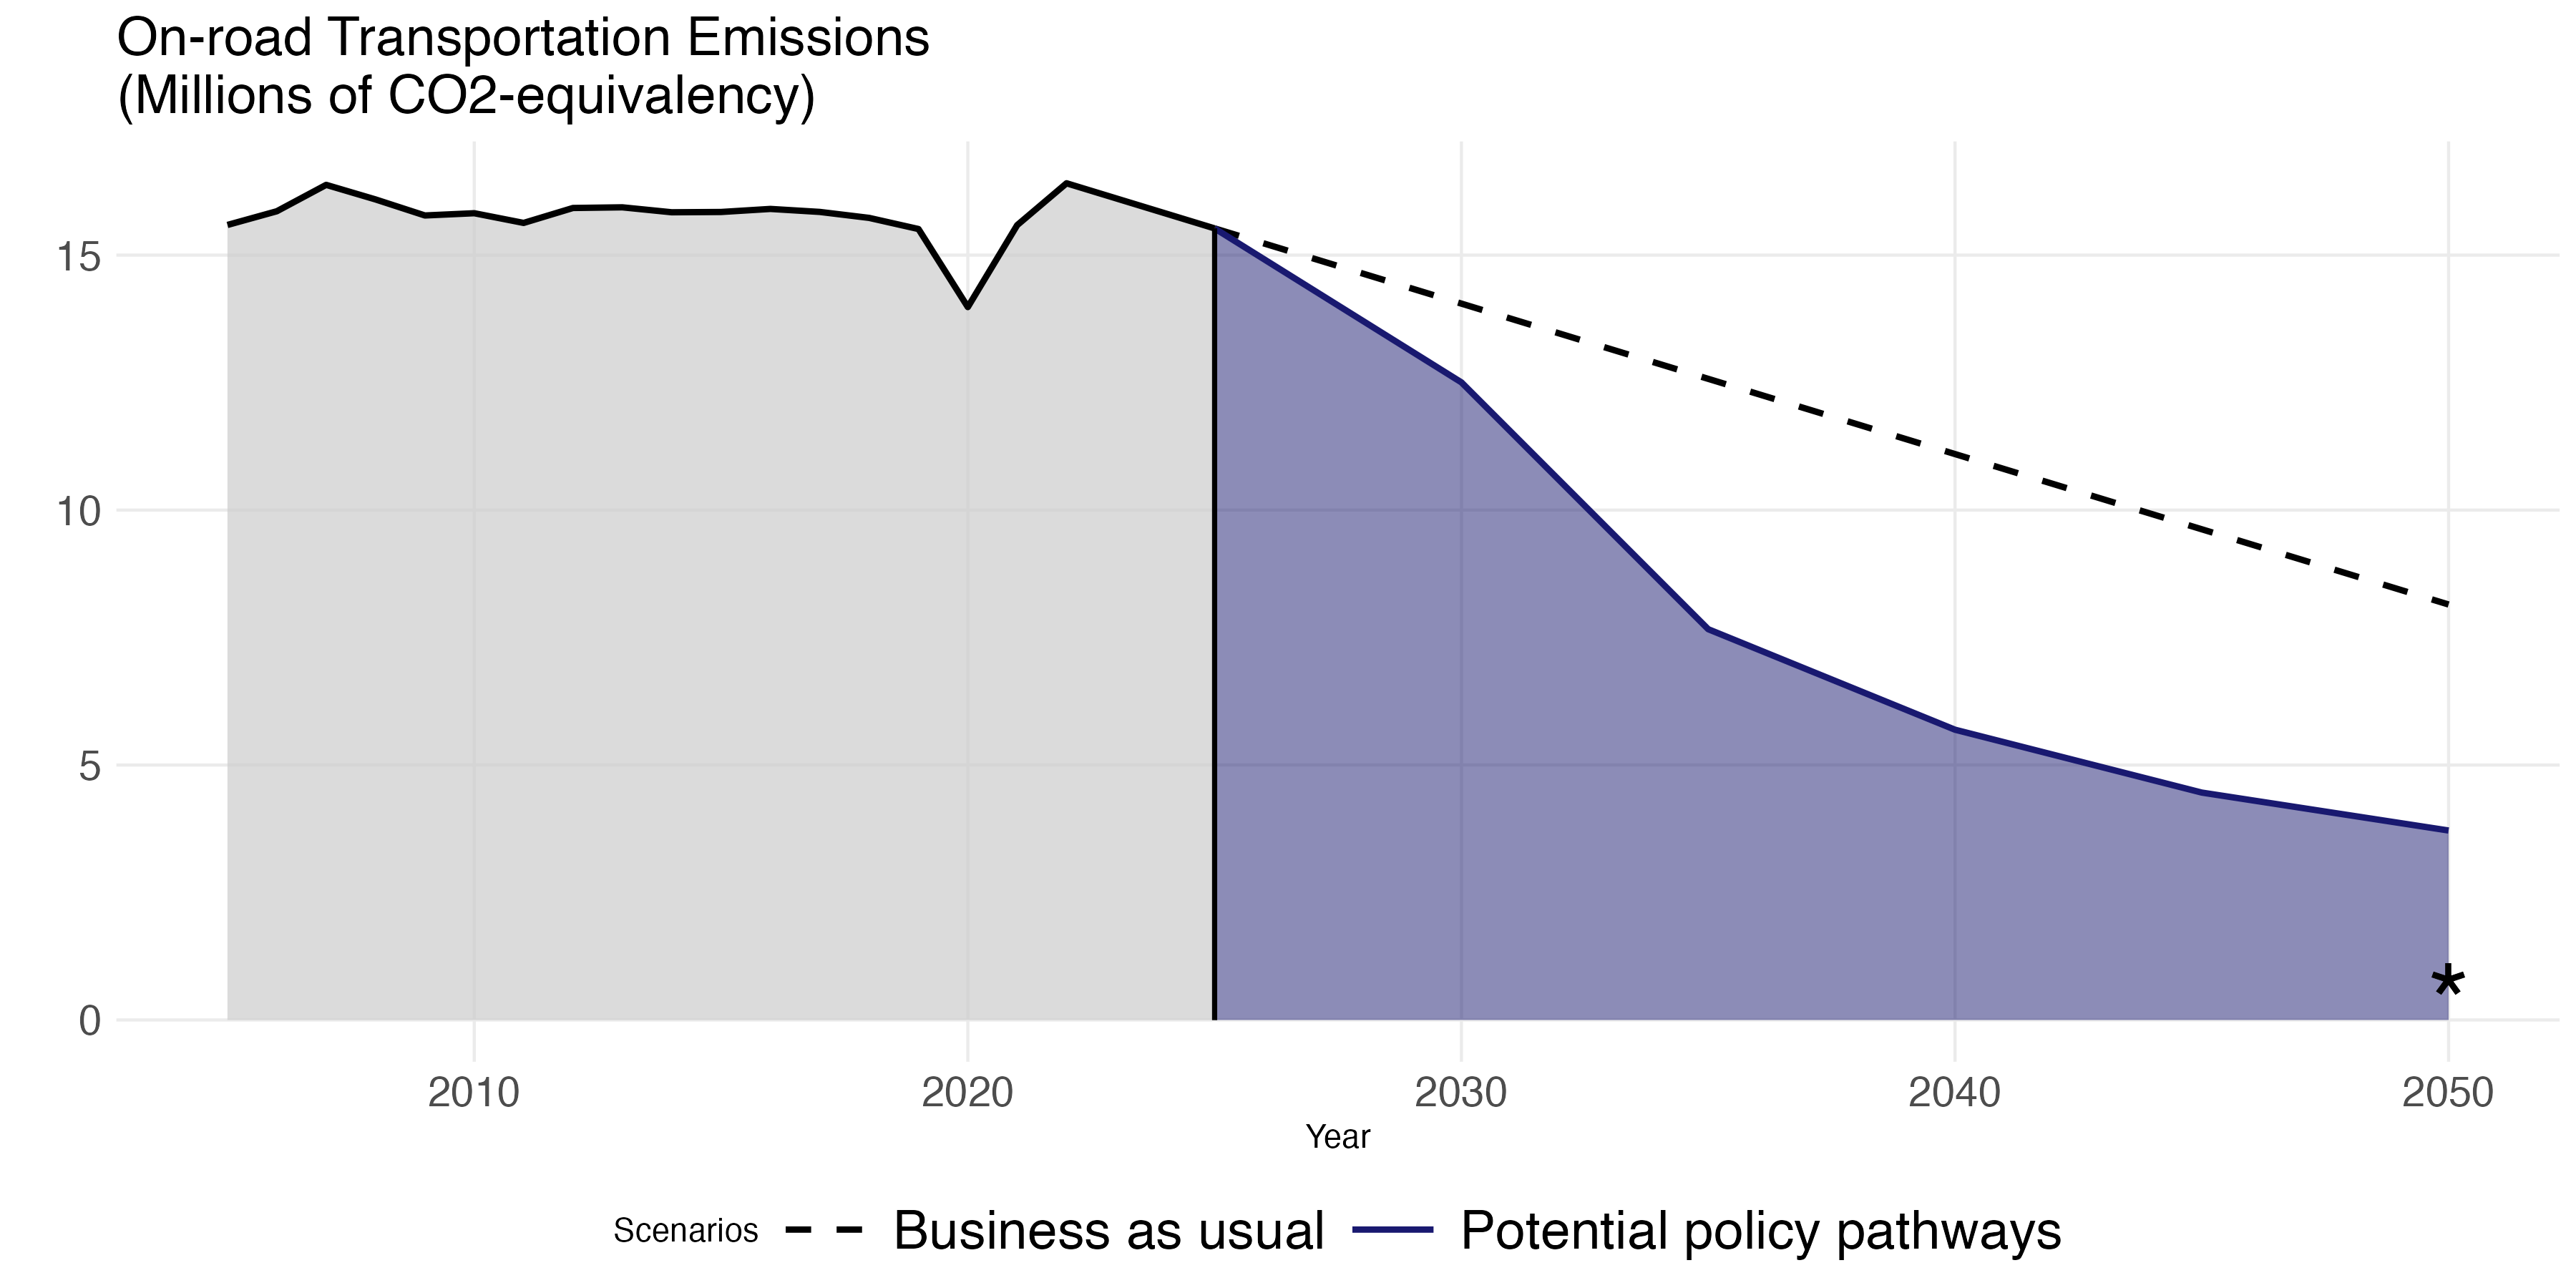 On-road Transportation Emissions
(Millions of CO2-equivalency)
15
10
5
0
*
2010 2020 2030 2040 2050
Year
Scenarios Business as usual Potential policy pathways